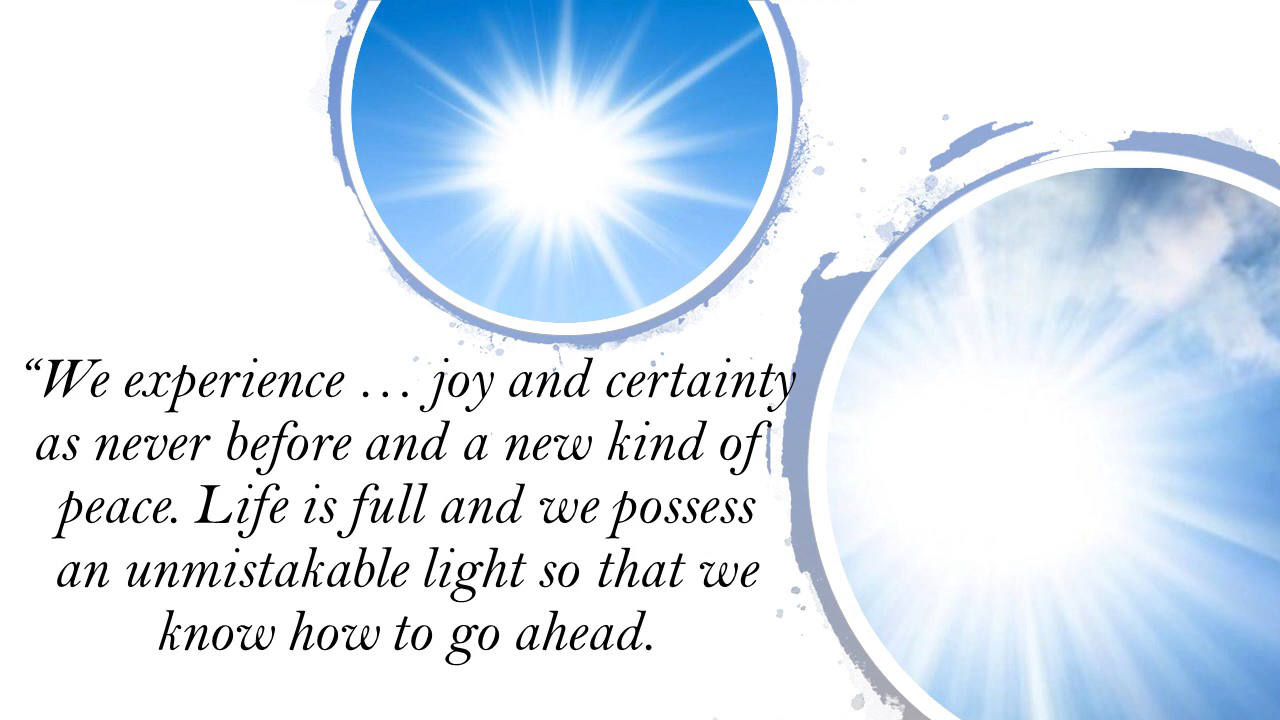 “We experience … joy and certainty
as never before and a new kind of
peace. Life is full and we possess
an unmistakable light so that we
know how to go ahead.